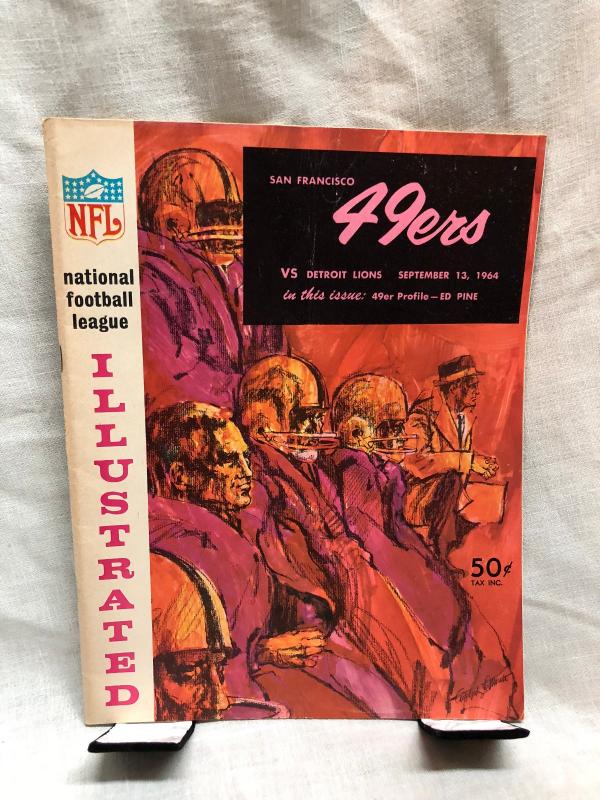 NFL
national
football
league
ILLUSTRATED
SAN FRANCISCO
49ers
VS DETROIT LIONS SEPTEMBER 13, 1964
in this issue: 49er Profile—ED PINE
50¢
TAX INC.